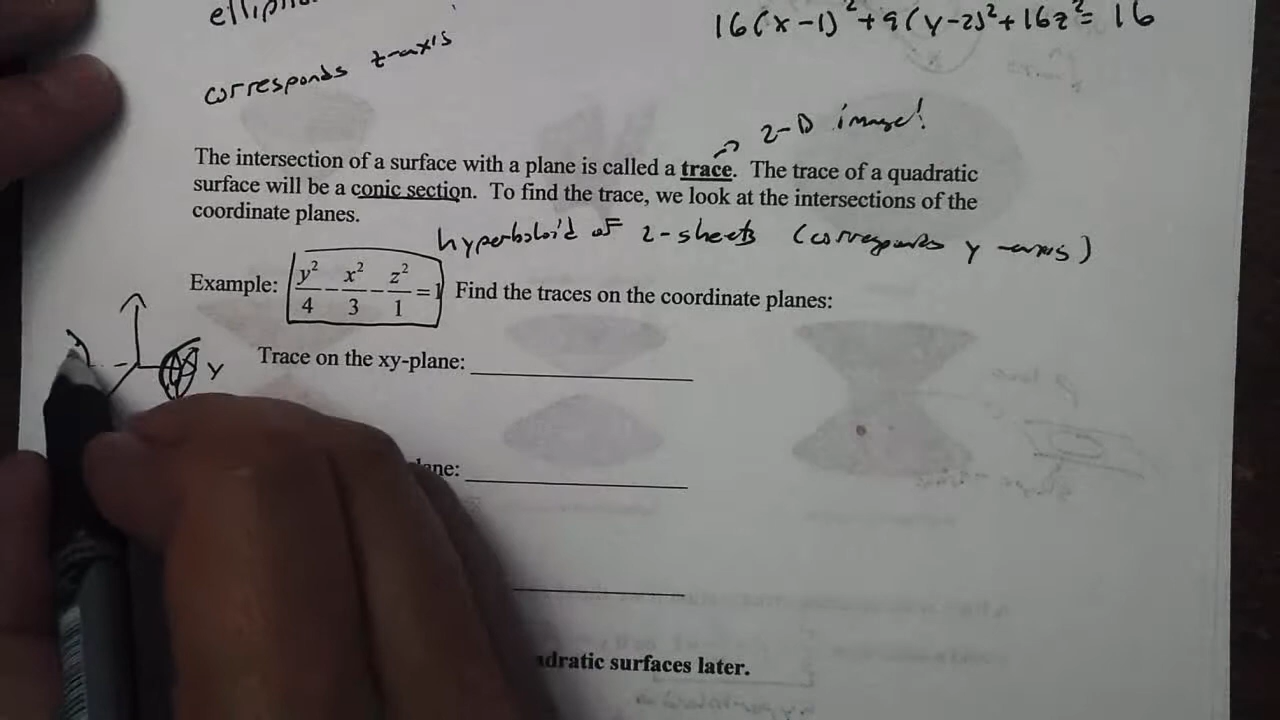 16(x-1)²+9(y-2)²+16z²= 16
corresponds z-axis
2-D image!
The intersection of a surface with a plane is called a trace. The trace of a quadratic
surface will be a conic section. To find the trace, we look at the intersections of the
coordinate planes.
hyperboloid of 2-sheets (corresponds y-axis)
Example: y²/4 - x²/3 - z²/1 = 1 Find the traces on the coordinate planes:
y
Trace on the xy-plane:
surfaces later.